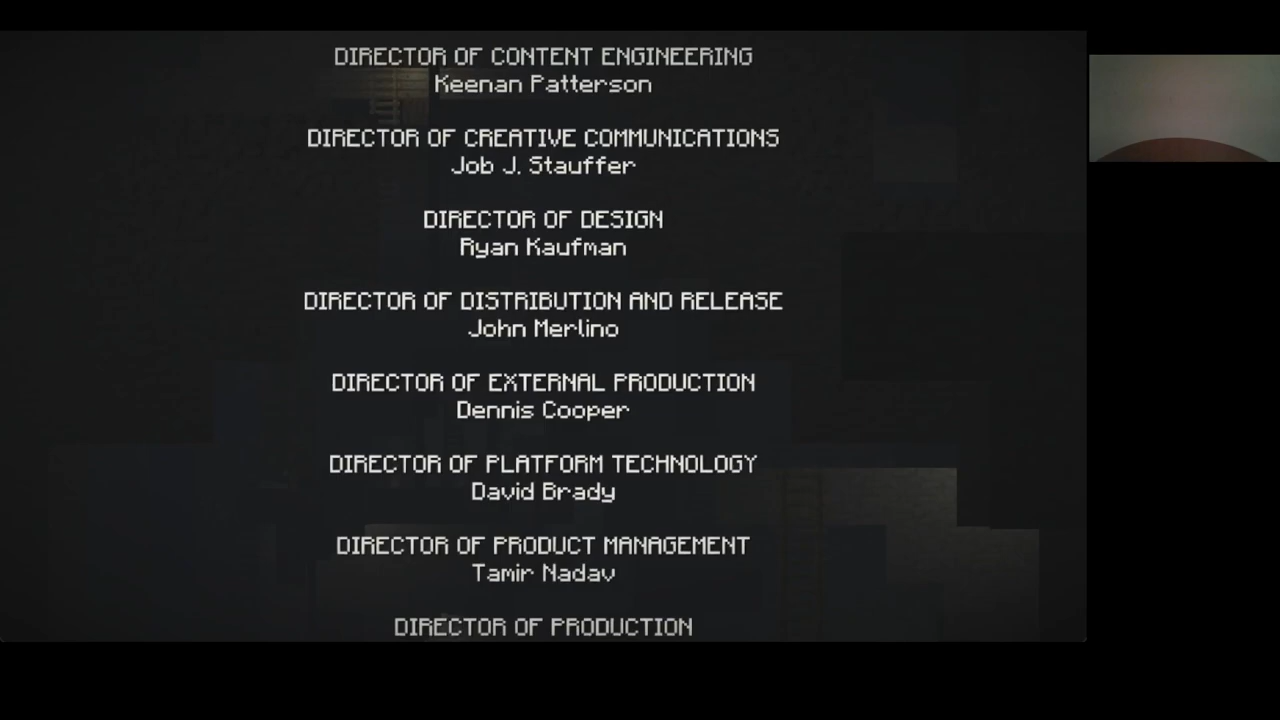 DIRECTOR OF CONTENT ENGINEERING
Keenan Patterson
DIRECTOR OF CREATIVE COMMUNICATIONS
Job J. Stauffer
DIRECTOR OF DESIGN
Ryan Kaufman
DIRECTOR OF DISTRIBUTION AND RELEASE
John Merlino
DIRECTOR OF EXTERNAL PRODUCTION
Dennis Cooper
DIRECTOR OF PLATFORM TECHNOLOGY
David Brady
DIRECTOR OF PRODUCT MANAGEMENT
Tamir Nadav
DIRECTOR OF PRODUCTION